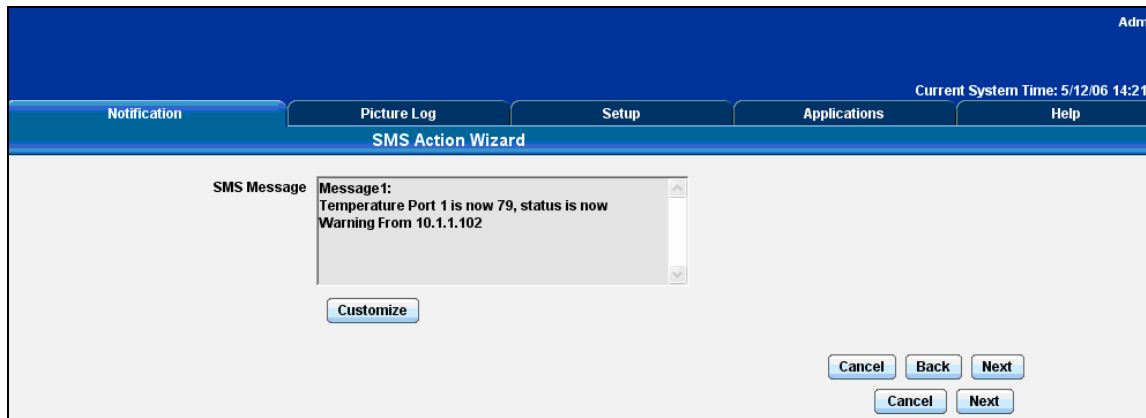 Adm
Current System Time: 5/12/06 14:21
Notification Picture Log Setup Applications Help
SMS Action Wizard
SMS Message
Message1:
Temperature Port 1 is now 79, status is now
Warning From 10.1.1.102
Customize
Cancel Back Next
Cancel Next